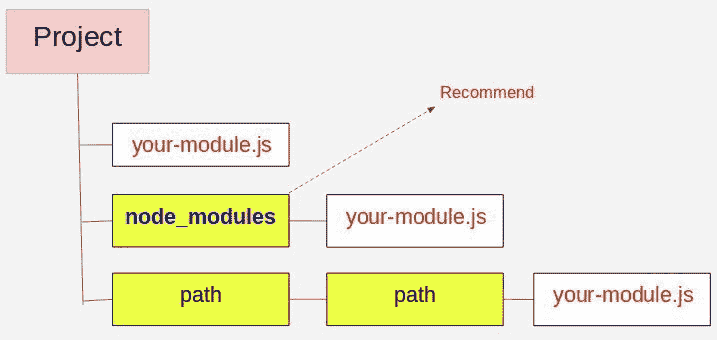 Project
Recommend
your-module.js
node_modules
your-module.js
path
path
your-module.js